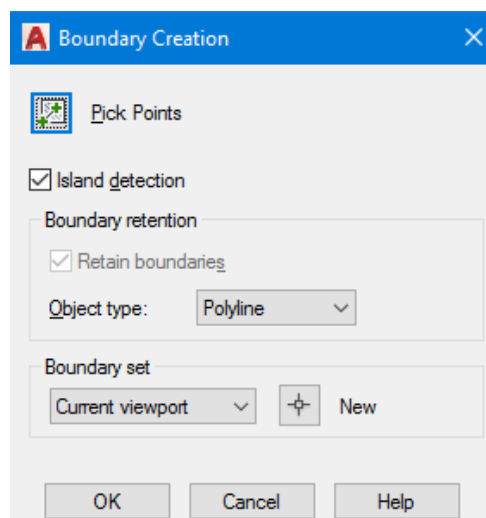 Boundary Creation
Pick Points
Island detection
Boundary retention
Retain boundaries
Object type: Polyline
Boundary set
Current viewport New
OK Cancel Help